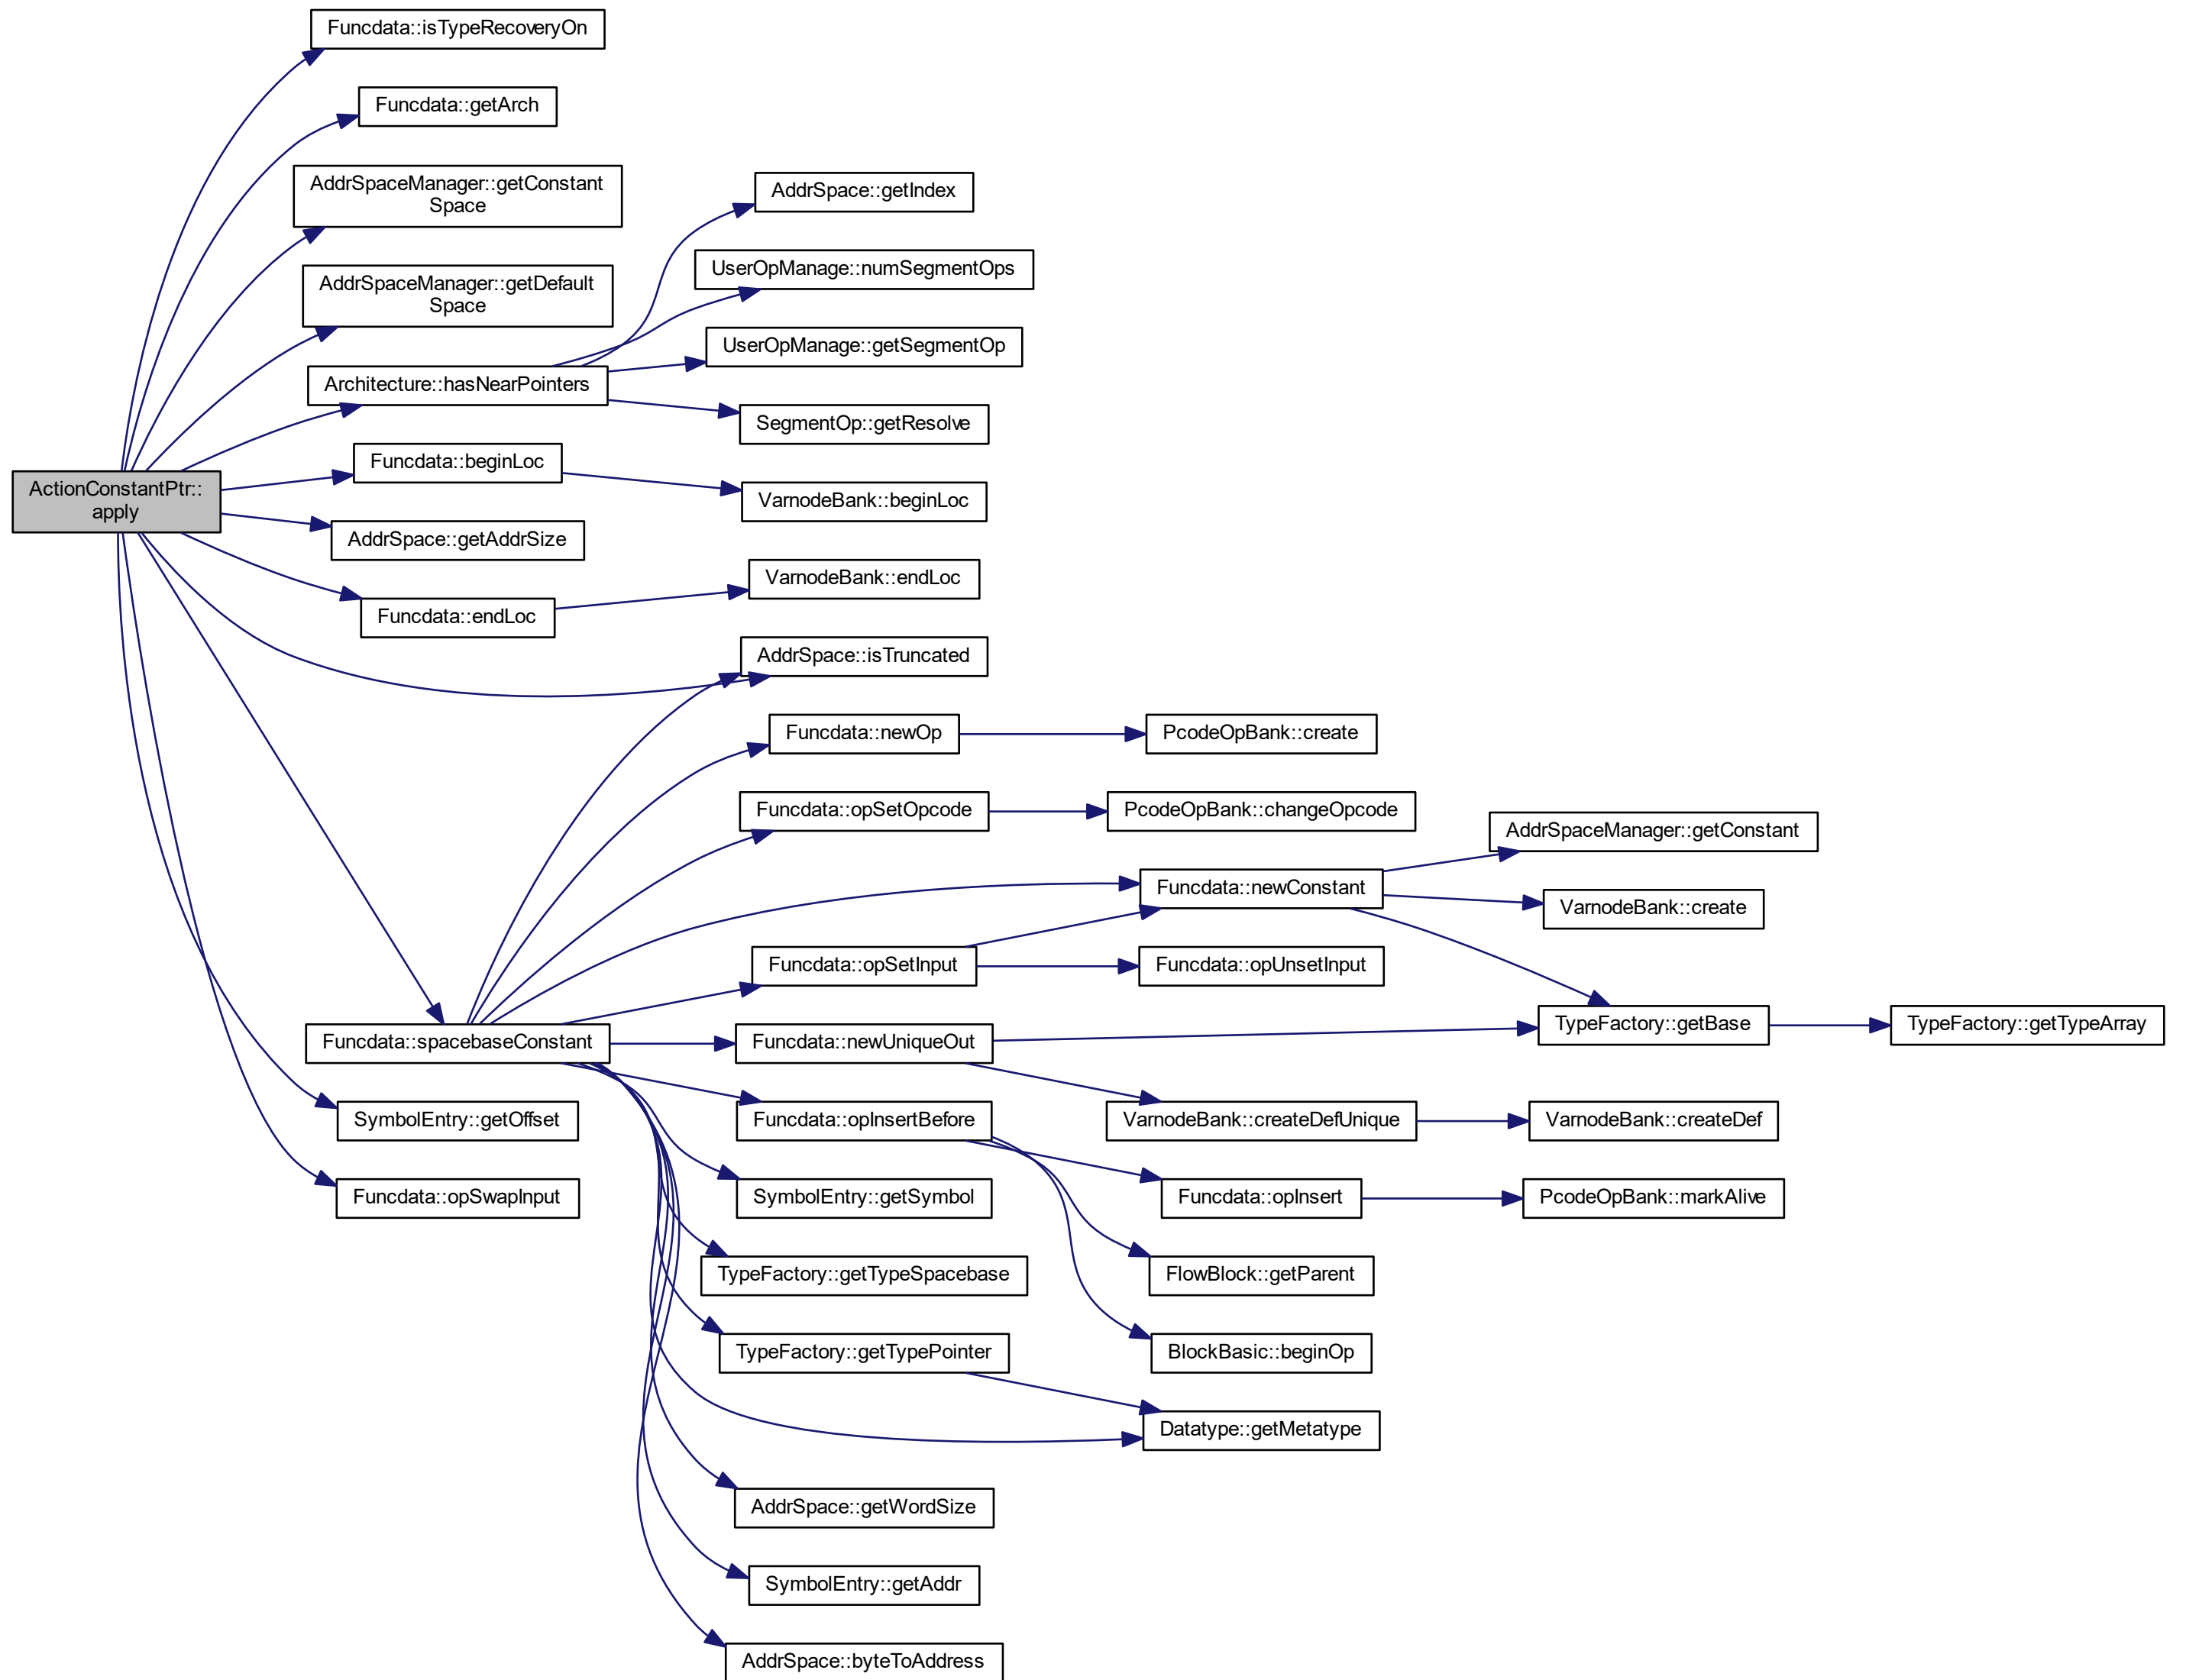 Funcdata::isTypeRecoveryOn
Funcdata::getArch
AddrSpaceManager::getConstant
Space
AddrSpaceManager::getDefault
Space
Architecture::hasNearPointers
Funcdata::beginLoc
ActionConstantPtr::
apply
AddrSpace::getAddrSize
Funcdata::endLoc
Funcdata::spacebaseConstant
SymbolEntry::getOffset
Funcdata::opSwapInput
AddrSpace::getIndex
UserOpManage::numSegmentOps
UserOpManage::getSegmentOp
SegmentOp::getResolve
VarnodeBank::beginLoc
VarnodeBank::endLoc
AddrSpace::isTruncated
Funcdata::newOp
Funcdata::opSetOpcode
Funcdata::opSetInput
Funcdata::newUniqueOut
Funcdata::opInsertBefore
SymbolEntry::getSymbol
TypeFactory::getTypeSpacebase
TypeFactory::getTypePointer
AddrSpace::getWordSize
SymbolEntry::getAddr
AddrSpace::byteToAddress
PcodeOpBank::create
PcodeOpBank::changeOpcode
Funcdata::newConstant
Funcdata::opUnsetInput
VarnodeBank::createDefUnique
Funcdata::opInsert
FlowBlock::getParent
BlockBasic::beginOp
Datatype::getMetatype
AddrSpaceManager::getConstant
VarnodeBank::create
TypeFactory::getBase
VarnodeBank::createDef
PcodeOpBank::markAlive
TypeFactory::getTypeArray